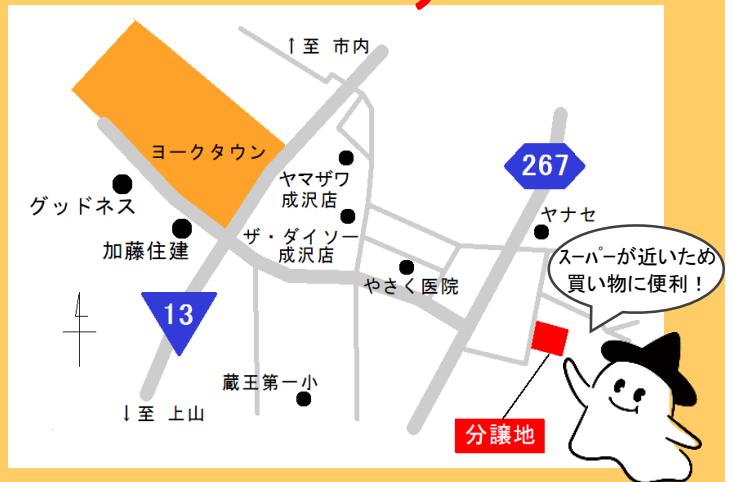 ↑至 市内
ヨークタウン
ヤマザワ
成沢店
267
グッドネス
加藤住建
ザ・ダイソー
成沢店
ヤナセ
スーパーが近いため
買い物に便利！
やさく医院
13
蔵王第一小
↓至 上山
分譲地